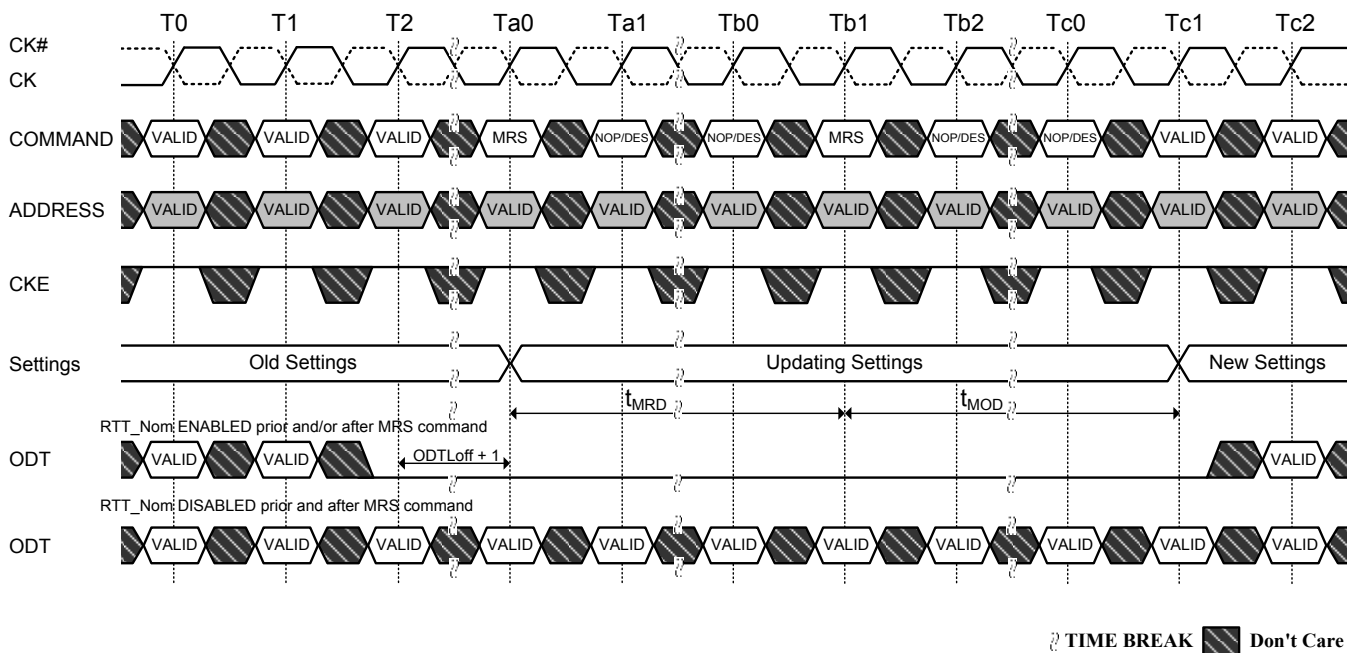 T0 T1 T2 Ta0 Ta1 Tb0 Tb1 Tb2 Tc0 Tc1 Tc2
CK#
CK
COMMAND VALID VALID VALID MRS NOP/DES NOP/DES MRS NOP/DES NOP/DES VALID VALID
ADDRESS VALID VALID VALID VALID VALID VALID VALID VALID VALID VALID VALID
CKE
Settings Old Settings Updating Settings New Settings
tMRD tMOD
RTT_Nom ENABLED prior and/or after MRS command
ODT VALID VALID ODTLoff + 1 VALID
RTT_Nom DISABLED prior and after MRS command
ODT VALID VALID VALID VALID VALID VALID VALID VALID VALID VALID VALID
TIME BREAK Don't Care